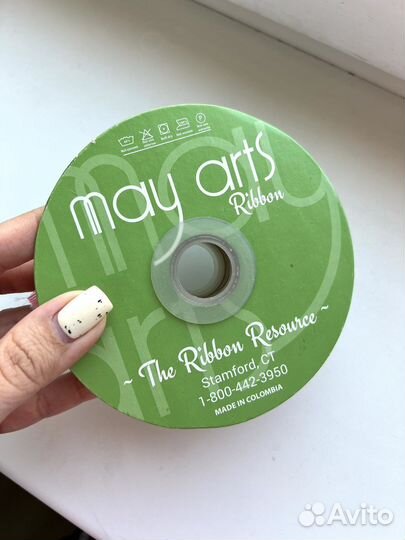 may arts
Ribbon
~ The Ribbon Resource ~
Stamford, CT
1-800-442-3950
MADE IN COLOMBIA
Avito